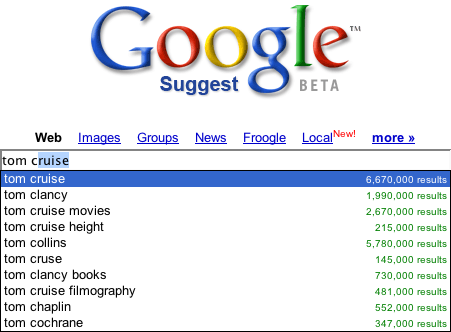 Google™
Suggest BETA
Web Images Groups News Froogle Local New! more »
tom cruise
tom cruise 6,670,000 results
tom clancy 1,990,000 results
tom cruise movies 2,670,000 results
tom cruise height 215,000 results
tom collins 5,780,000 results
tom cruse 145,000 results
tom clancy books 730,000 results
tom cruise filmography 481,000 results
tom chaplin 552,000 results
tom cochrane 347,000 results